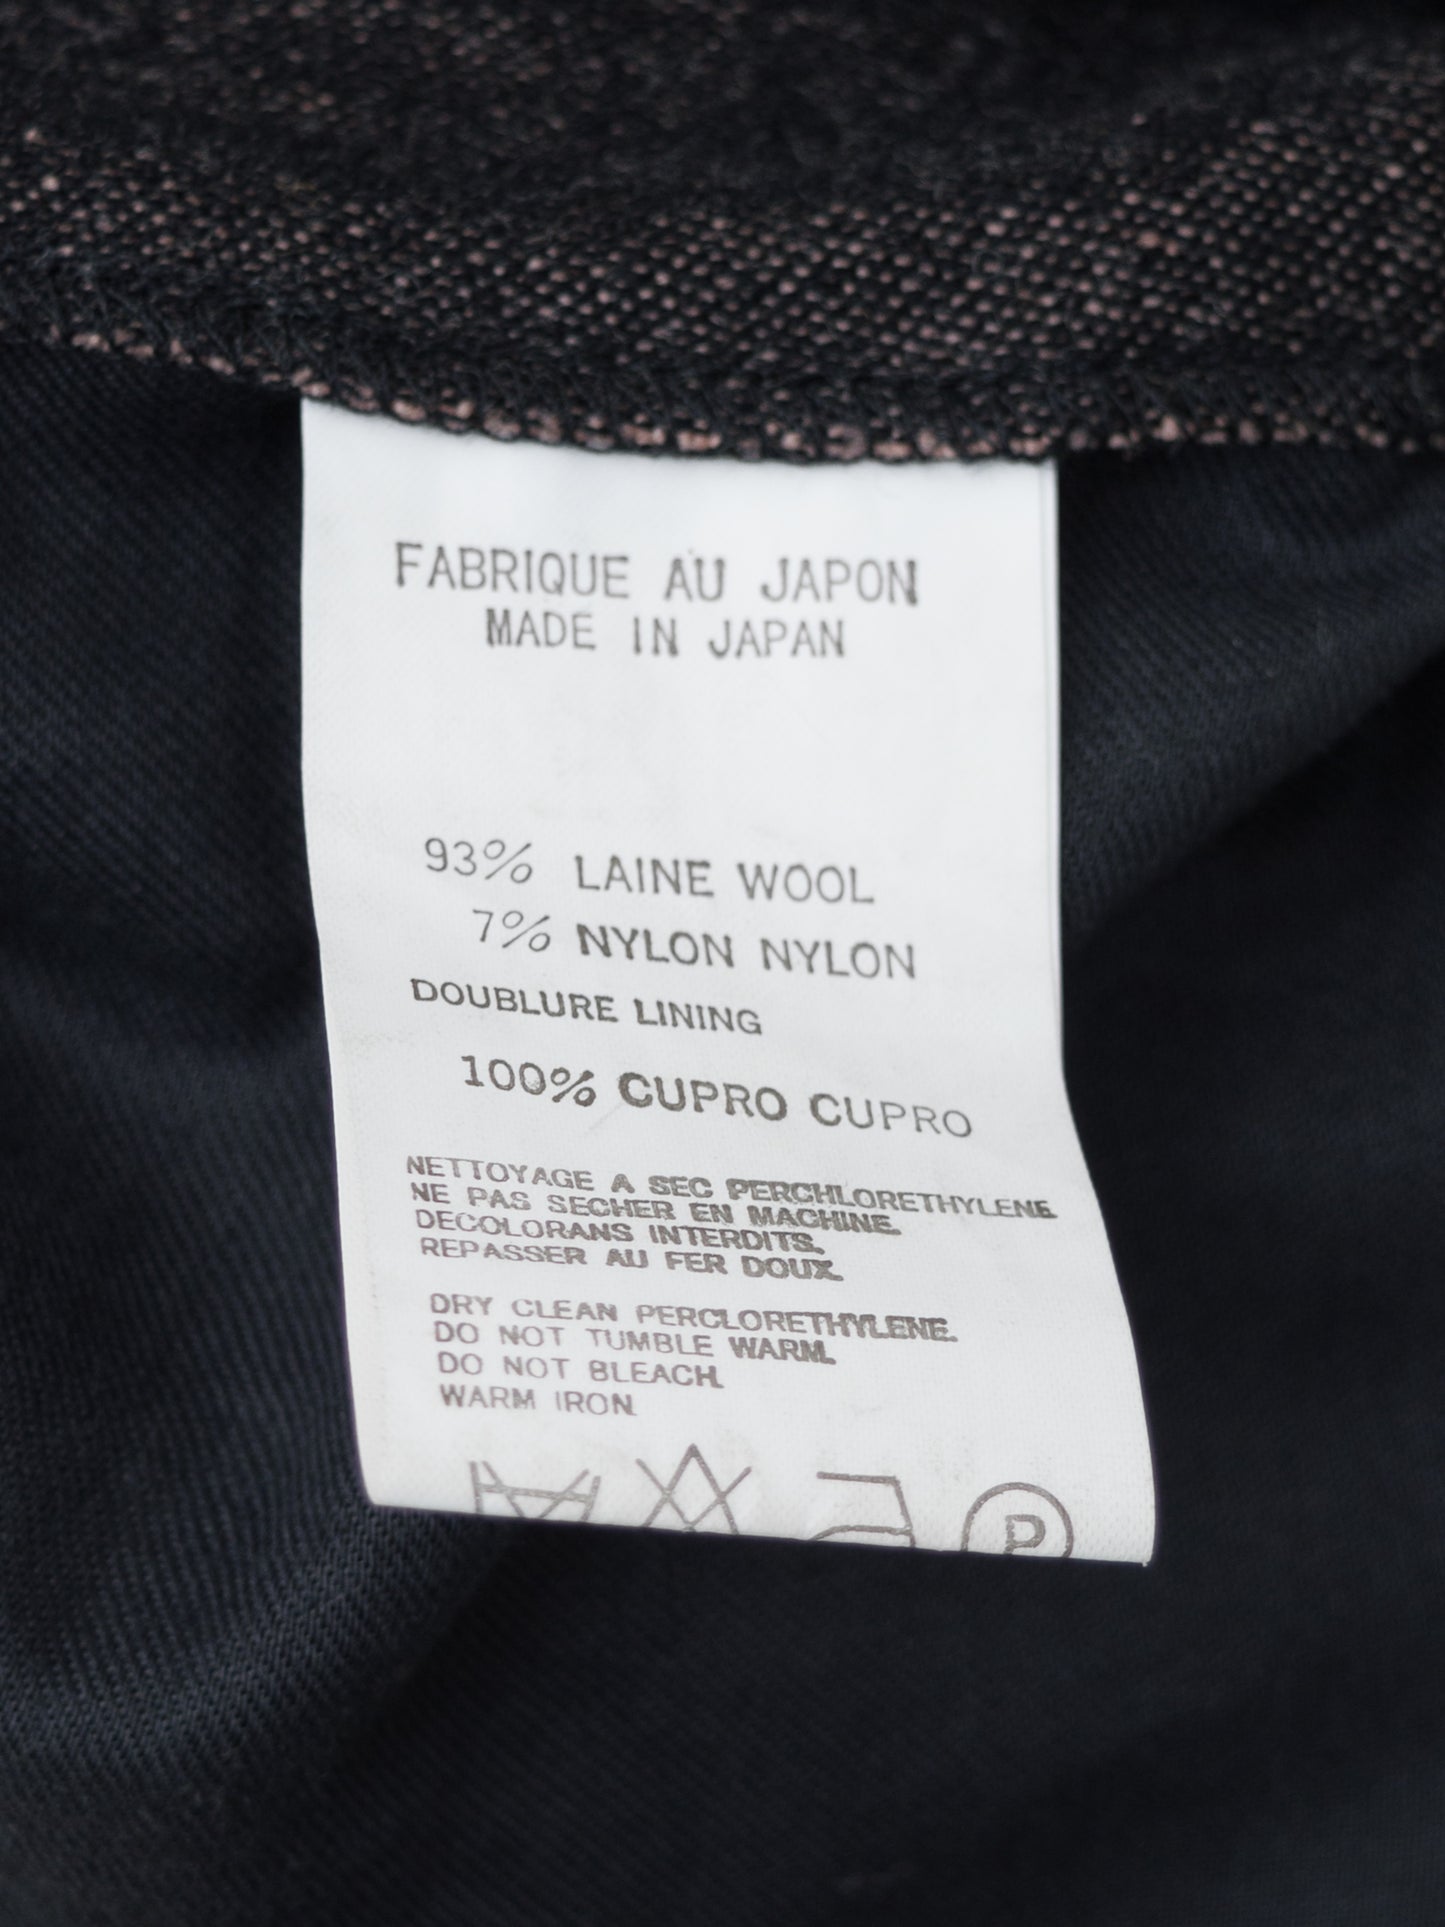 FABRIQUE AU JAPON
MADE IN JAPAN
93% LAINE WOOL
7% NYLON NYLON
DOUBLURE LINING
100% CUPRO CUPRO
NETTOYAGE A SEC PERCHLORETHYLENE
NE PAS SECHER EN MACHINE.
DECOLORANS INTERDITS.
REPASSER AU FER DOUX.
DRY CLEAN PERCLORETHYLENE.
DO NOT TUMBLE WARM.
DO NOT BLEACH.
WARM IRON.
P